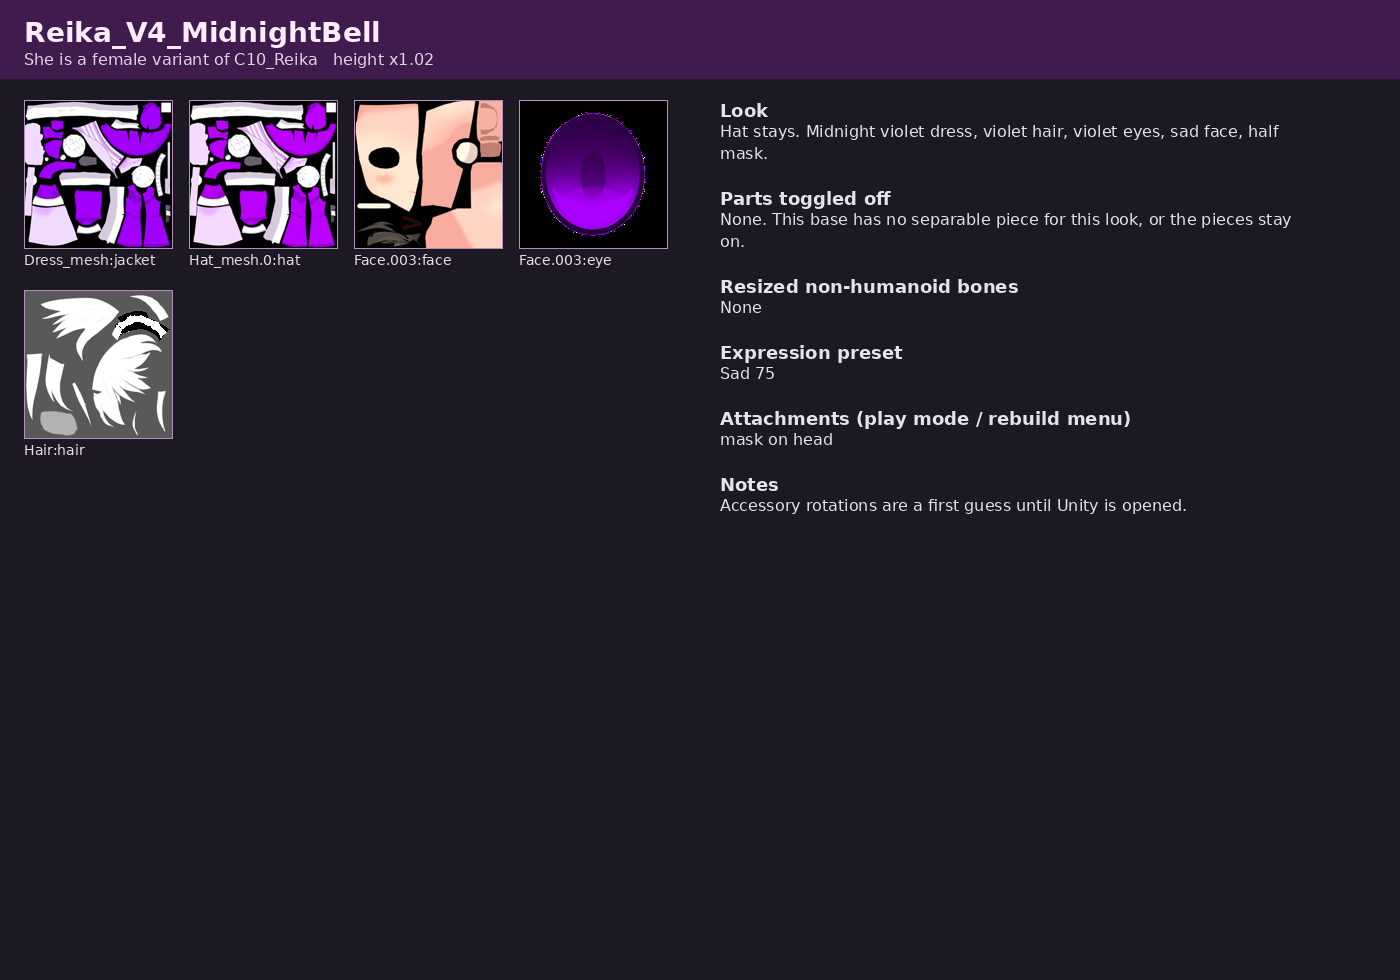 Reika_V4_MidnightBell
She is a female variant of C10_Reika height x1.02
Dress_mesh:jacket
Hat_mesh.0:hat
Face.003:face
Face.003:eye
Hair:hair
Look
Hat stays. Midnight violet dress, violet hair, violet eyes, sad face, half
mask.
Parts toggled off
None. This base has no separable piece for this look, or the pieces stay
on.
Resized non-humanoid bones
None
Expression preset
Sad 75
Attachments (play mode / rebuild menu)
mask on head
Notes
Accessory rotations are a first guess until Unity is opened.